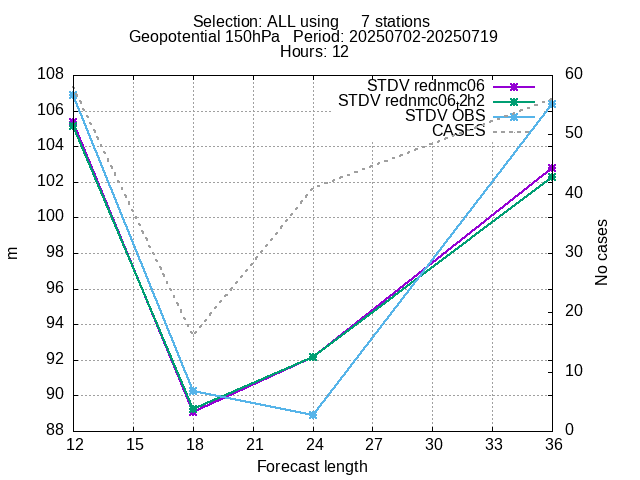 Selection: ALL using 7 stations
Geopotential 150hPa Period: 20250702-20250719
Hours: 12
STDV rednmc06
STDV rednmc06_2h2
STDV OBS
CASES
108
106
104
102
100
98
96
94
92
90
88
m
60
50
40
30
20
10
0
No cases
12 15 18 21 24 27 30 33 36
Forecast length